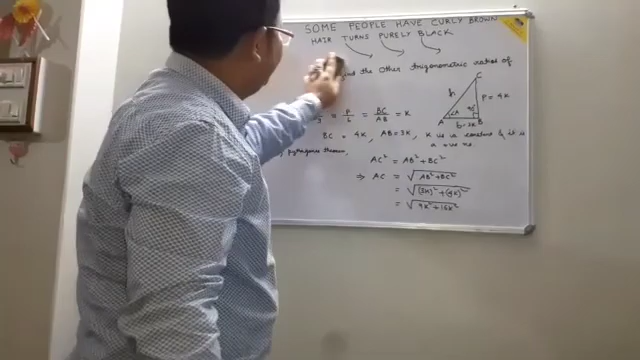 SOME PEOPLE HAVE CURLY BROWN
HAIR TURNS PURELY BLACK
the other trigonometric ratios of
C
h
P = 4K
A
b = 3K
B
= P/b = BC/AB = K
BC = 4K, AB = 3K, K is a constant & it is
a +ve no.
pythagoras theorem,
AC² = AB² + BC²
⇒ AC = √AB² + BC²
= √(3K)² + (4K)²
= √9K² + 16K²